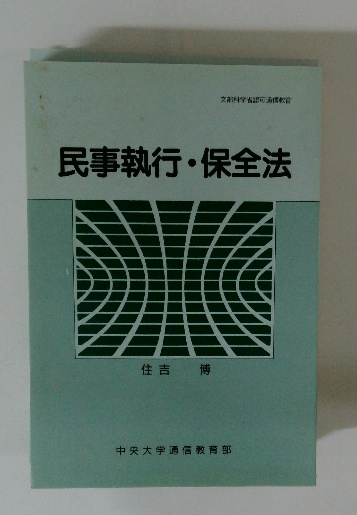 文部科学省認可通信教育
民事執行・保全法
住吉 博
中央大学通信教育部